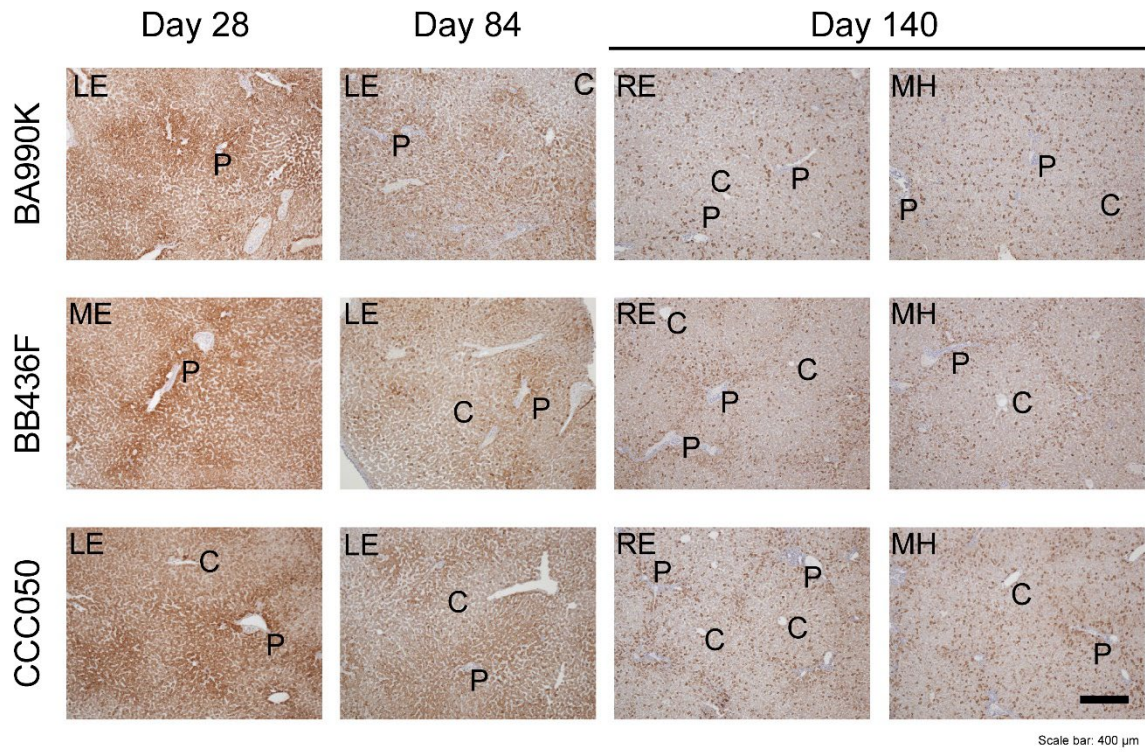 Day 28 Day 84 Day 140
BA990K
LE P
LE C P
RE C P P
MH P P C
BB436F
ME P
LE C P
RE C C P P
MH P C
CCC050
LE C P
LE C P
RE P P C C
MH C P
Scale bar: 400 µm